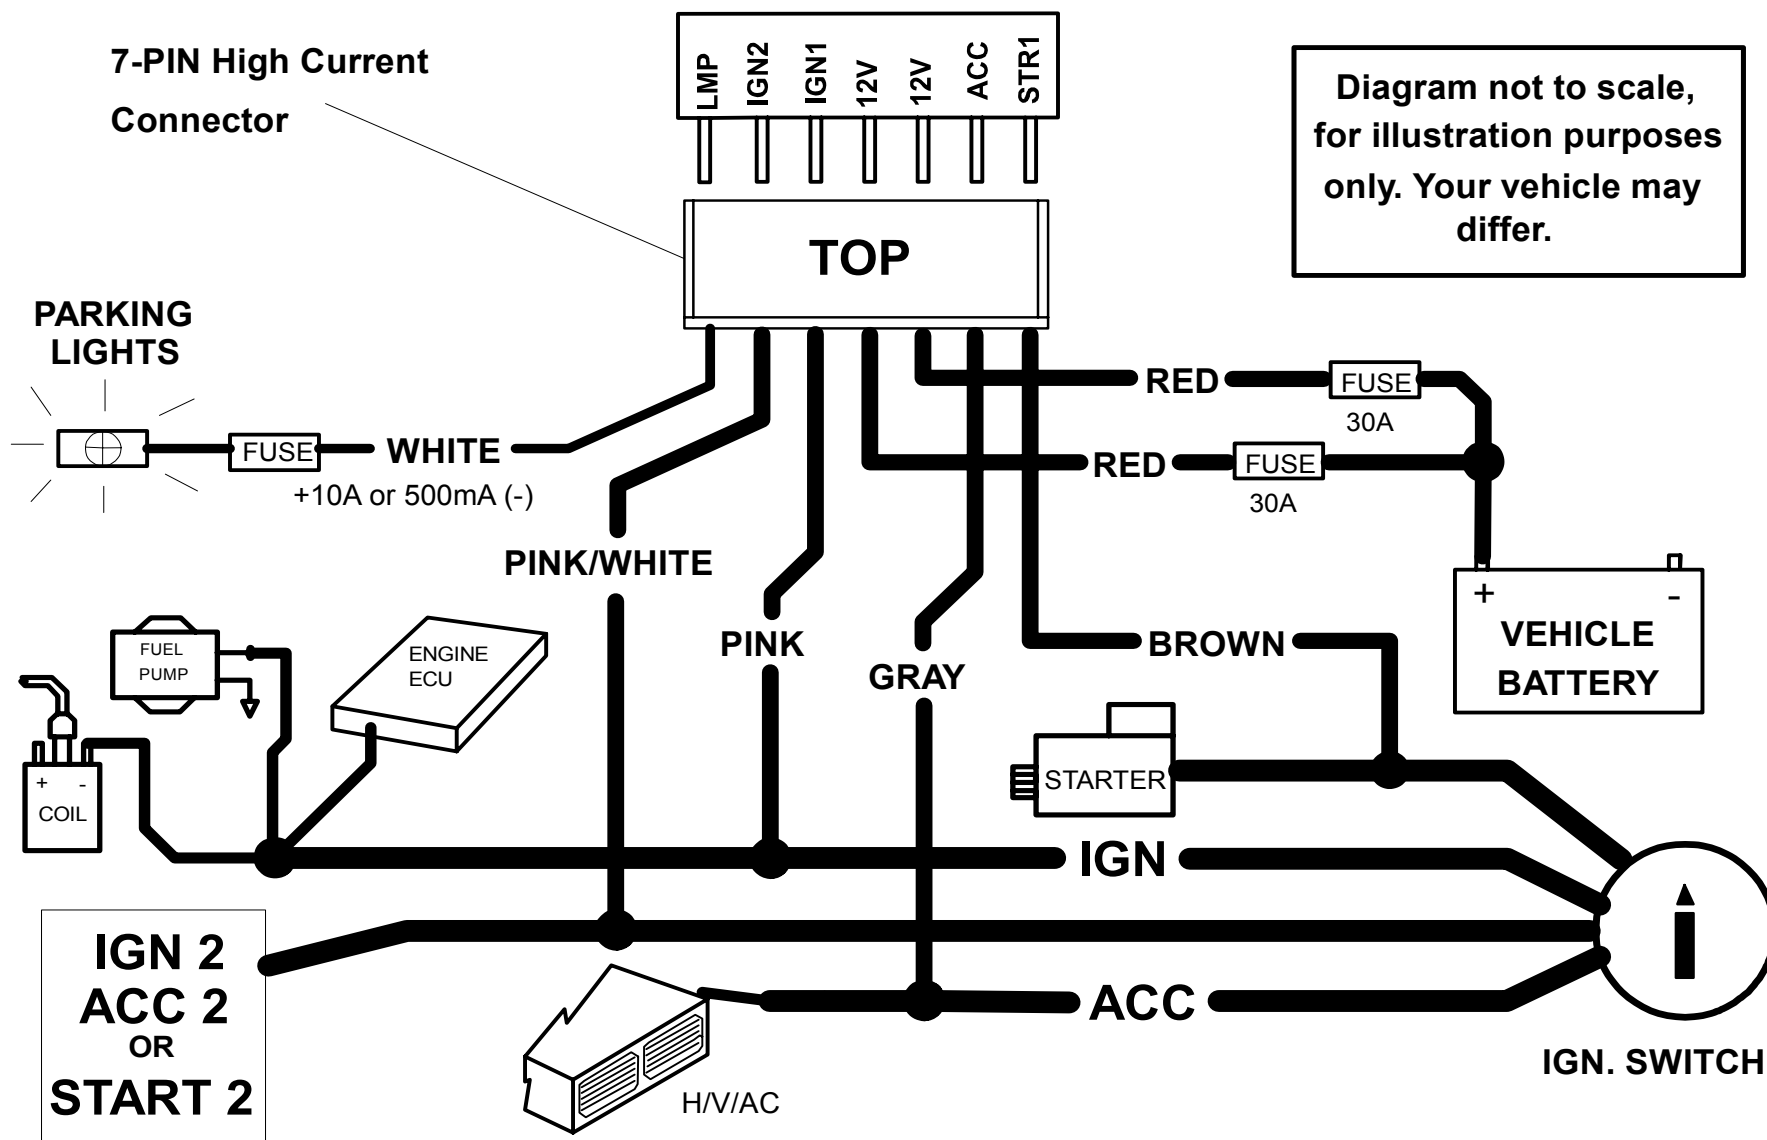 7-PIN High Current
Connector
LMP
IGN2
IGN1
12V
12V
ACC
STR1
Diagram not to scale,
for illustration purposes
only. Your vehicle may
differ.
TOP
PARKING
LIGHTS
FUSE
WHITE
+10A or 500mA (-)
RED
FUSE
30A
RED
FUSE
30A
PINK/WHITE
PINK
GRAY
BROWN
+ -
VEHICLE
BATTERY
FUEL
PUMP
ENGINE
ECU
+ -
COIL
STARTER
IGN
IGN 2
ACC 2
OR
START 2
ACC
H/V/AC
IGN. SWITCH